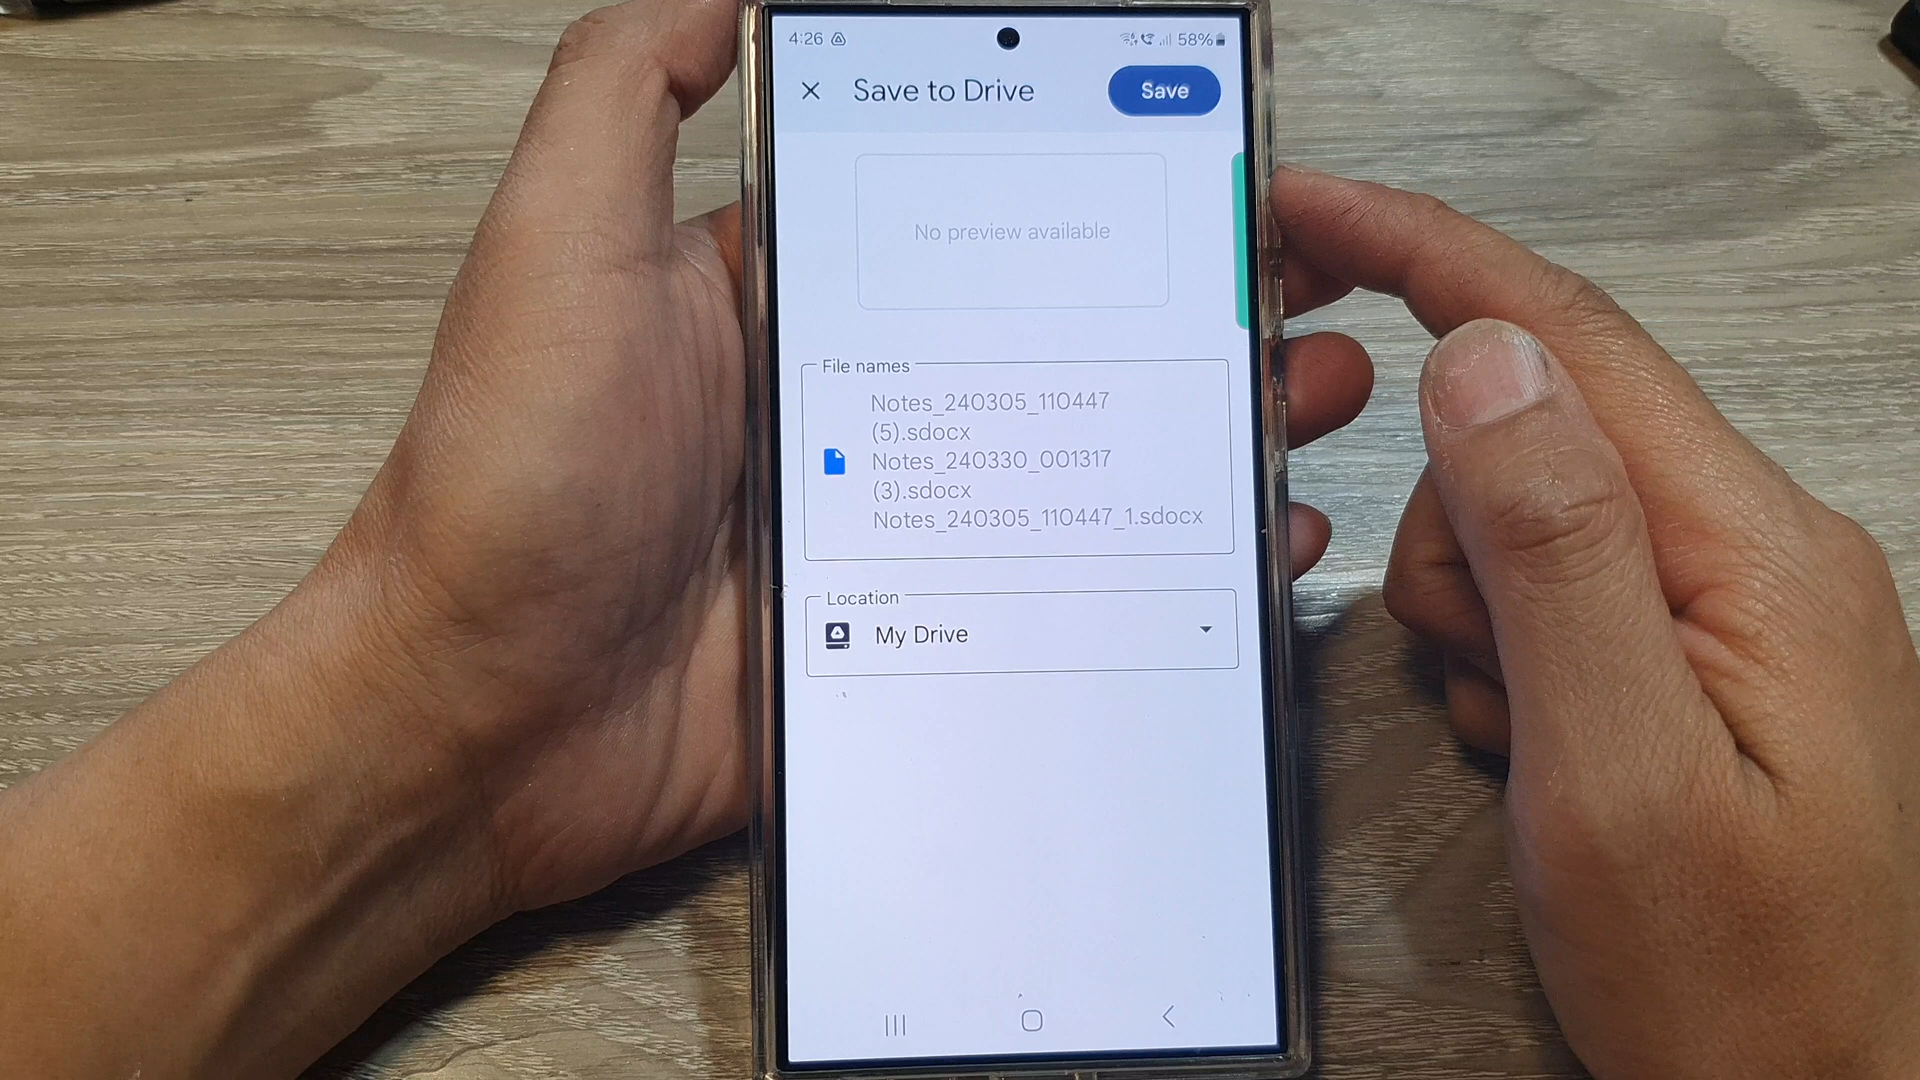 4:26 58%
Save to Drive Save
No preview available
File names
Notes_240305_110447
(5).sdocx
Notes_240330_001317
(3).sdocx
Notes_240305_110447_1.sdocx
Location
My Drive